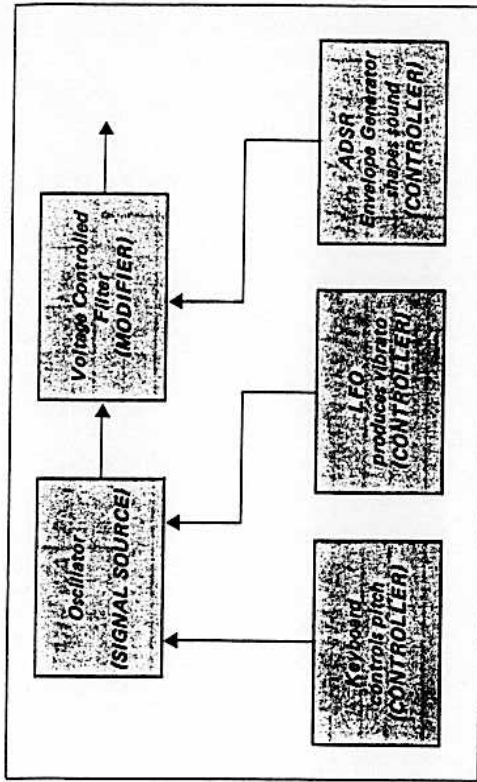 Oscillator
(SIGNAL SOURCE)
Voltage Controlled
Filter
(MODIFIER)
Keyboard
controls pitch
(CONTROLLER)
LFO
produces vibrato
(CONTROLLER)
ADSR
Envelope Generator
shapes sound
(CONTROLLER)